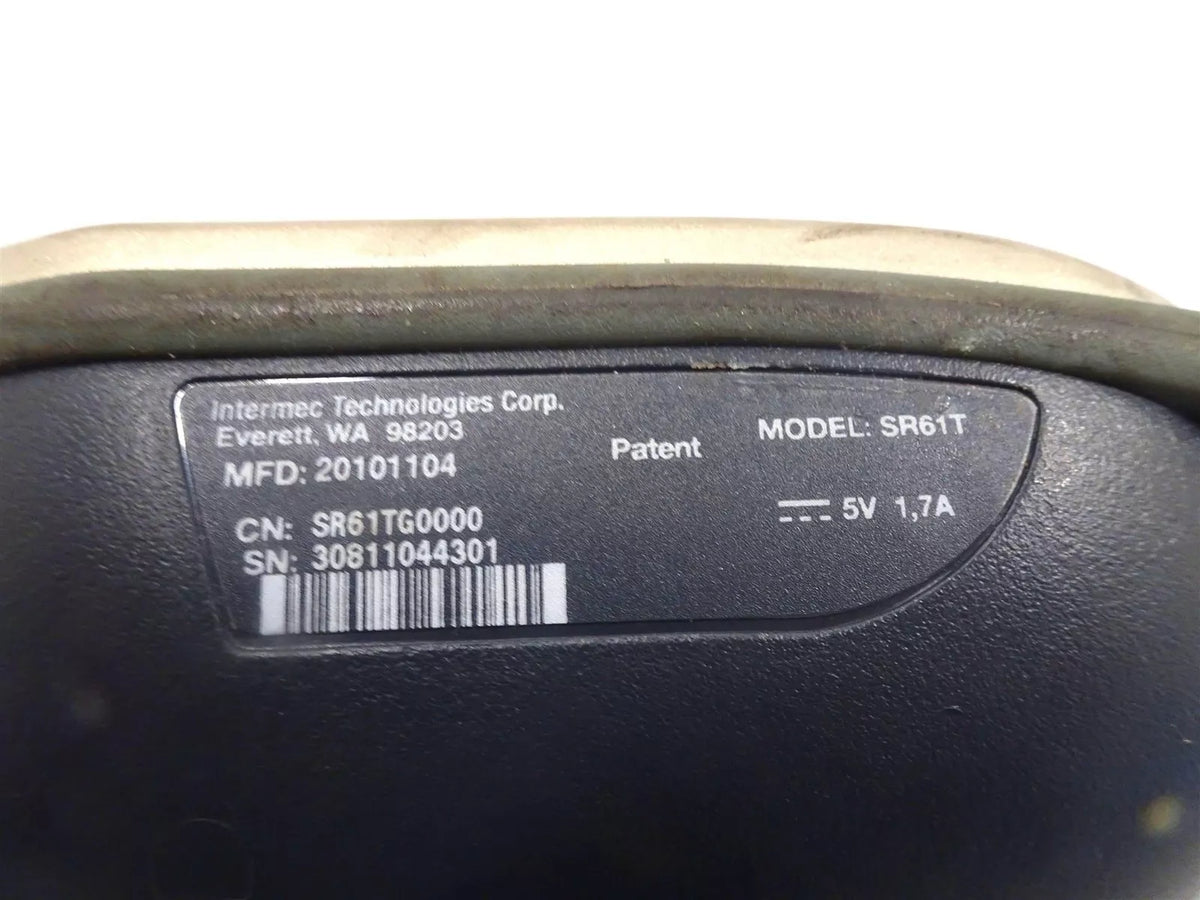 Intermec Technologies Corp.
Everett, WA 98203
MFD: 20101104
CN: SR61TG0000
SN: 30811044301
Patent
MODEL: SR61T
5V 1,7A